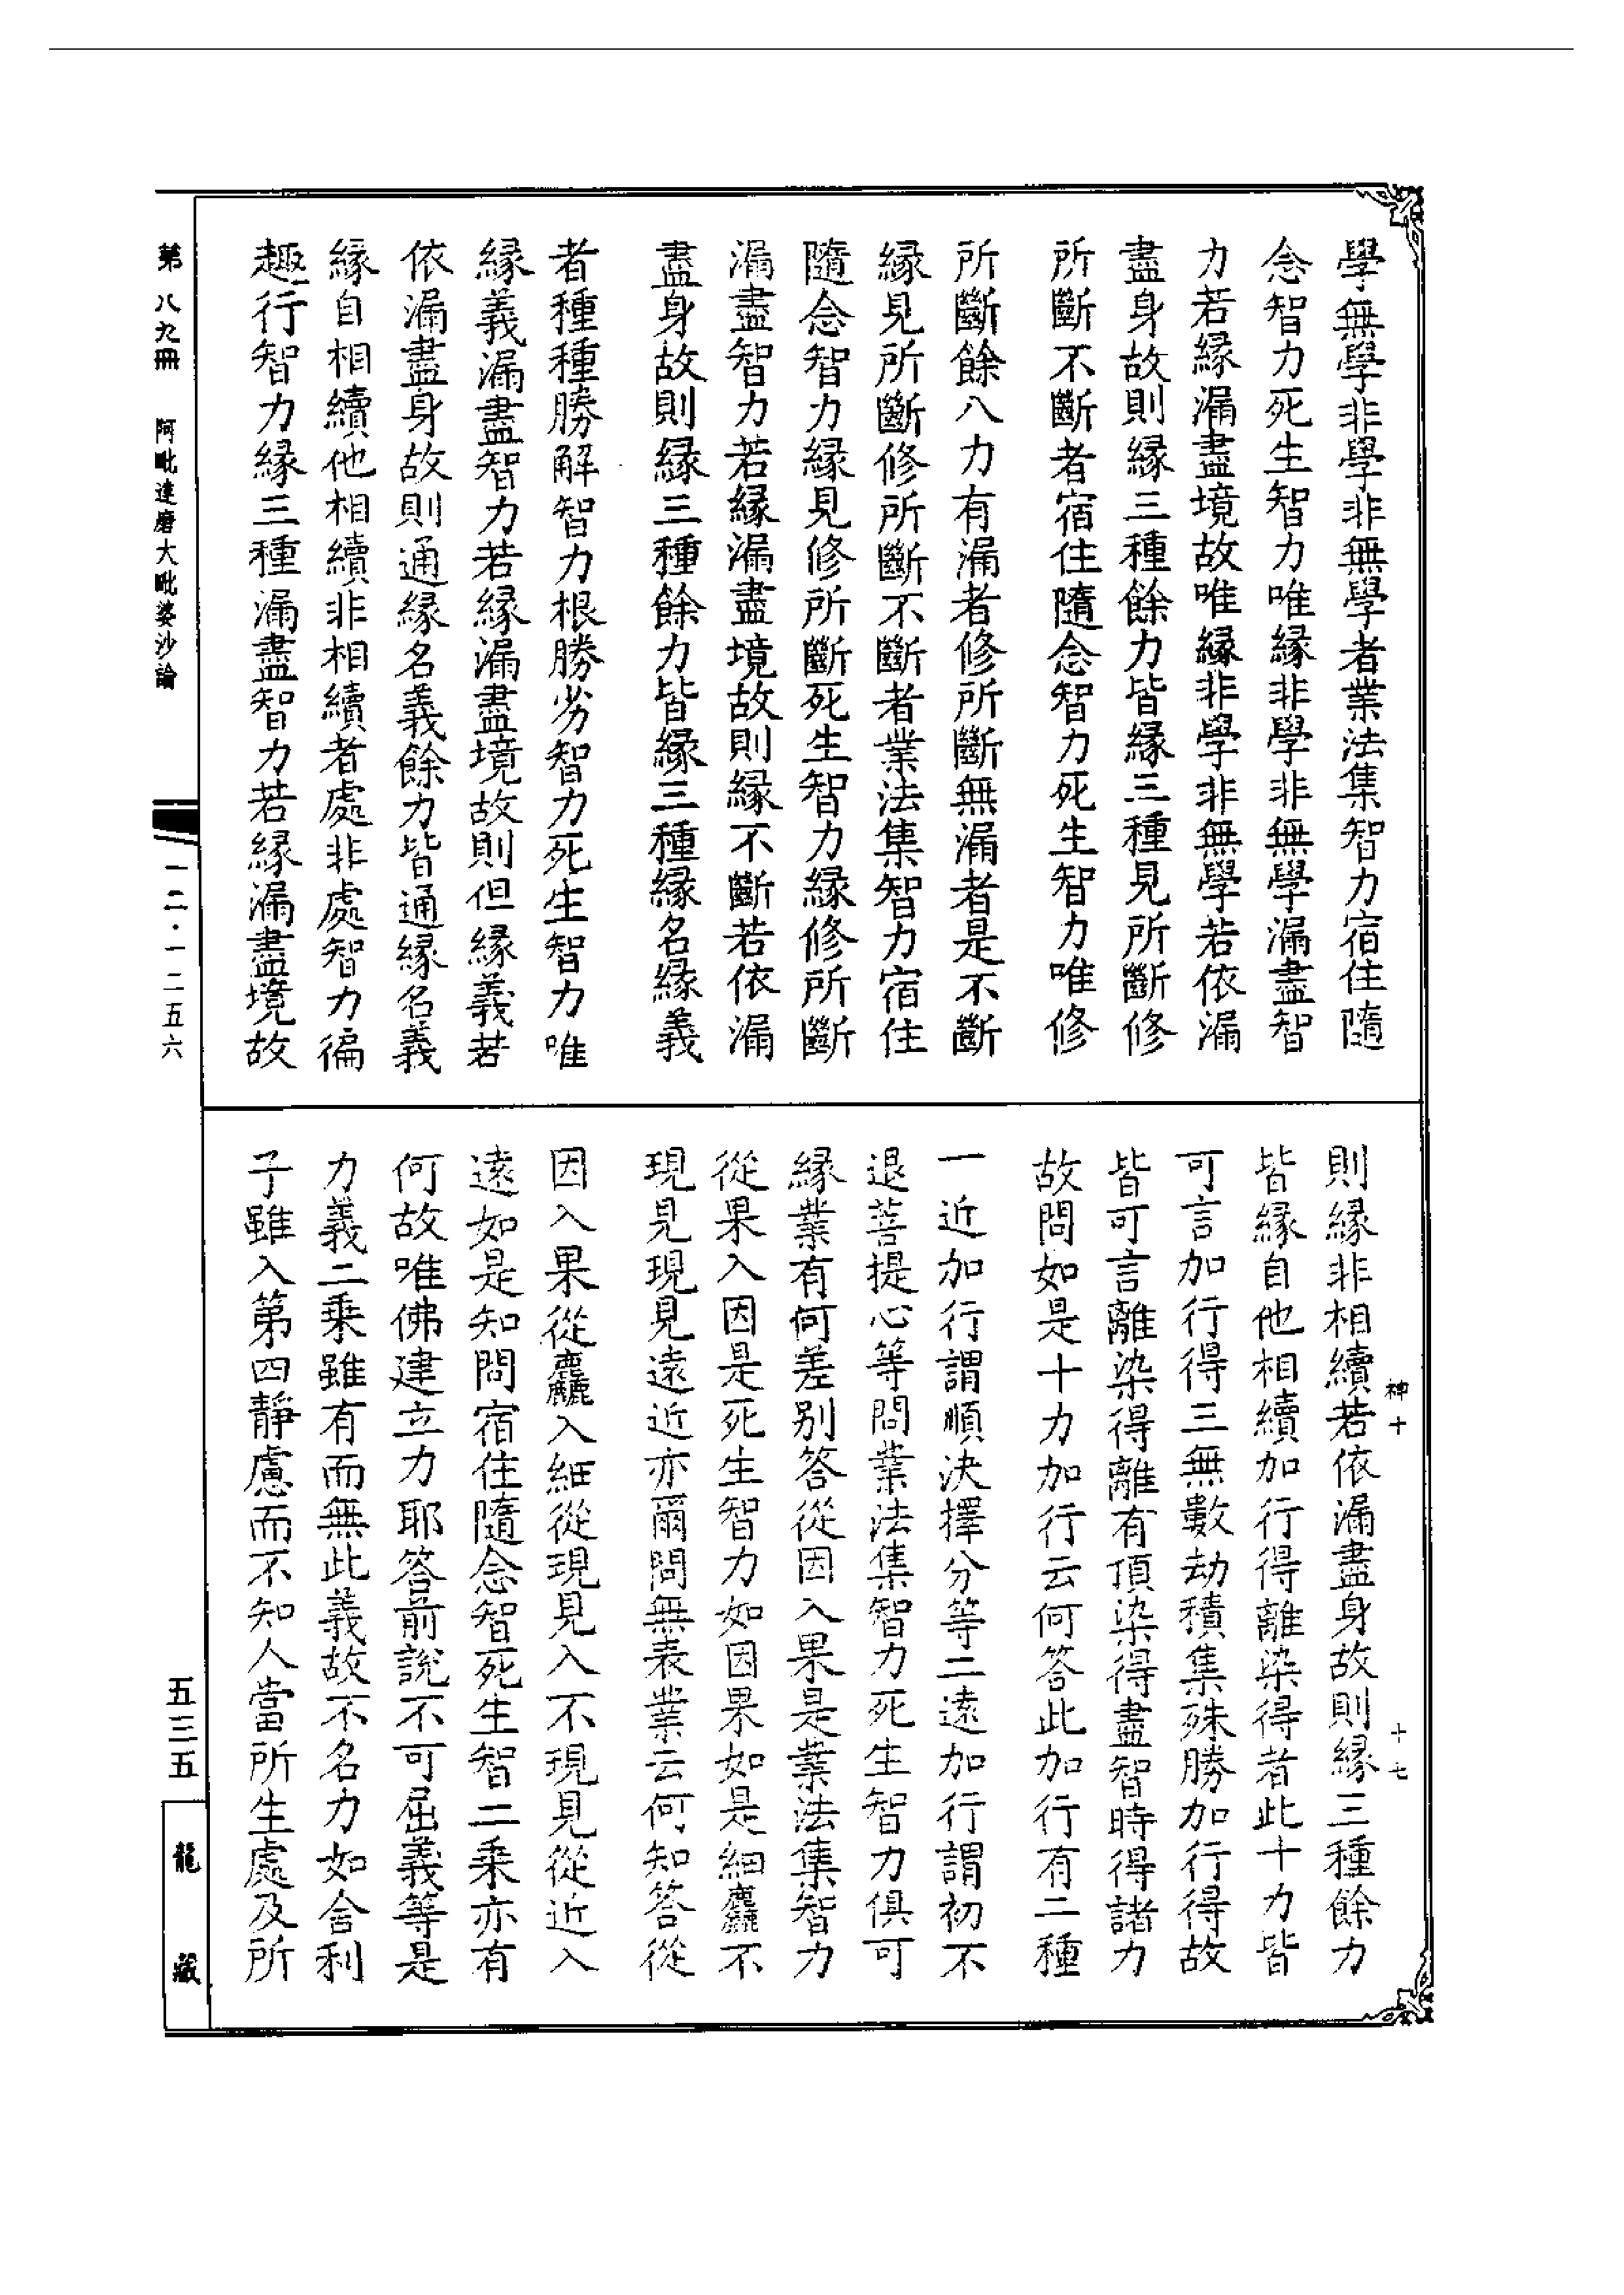 學無學非學非無學者業法集智力宿住隨
念智力死生智力唯緣非學非無學漏盡智
力若緣漏盡境故唯緣非學非無學若依漏
盡身故則緣三種餘力皆緣三種見所斷修
所斷不斷者宿住隨念智力死生智力唯修
所斷餘八力有漏者修所斷無漏者是不斷
緣見所斷修所斷不斷者業法集智力宿住
隨念智力緣見修所斷死生智力緣修所斷
漏盡智力若緣漏盡境故則緣不斷若依漏
盡身故則緣三種餘力皆緣三種緣名緣義
者種種勝解智力根勝劣智力死生智力唯
緣義漏盡智力若緣漏盡境故則但緣義若
依漏盡身故則通緣名義餘力皆通緣名義
緣自相續他相續非相續者處非處智力徧
趣行智力緣三種漏盡智力若緣漏盡境故
則緣非相續若依漏盡身故則緣三種餘力
皆緣自他相續加行得離染得者此十力皆
可言加行得三無數劫積集殊勝加行得故
皆可言離染得離有頂染得盡智時得諸力
故問如是十力加行云何答此加行有二種
一近加行謂順決擇分等二遠加行謂初不
退菩提心等問業法集智力死生智力俱可
緣業有何差別答從因入果是業法集智力
從果入因是死生智力如因果如是細麤不
現見現見遠近亦爾問無表業云何知答從
因入果從麤入細從現見入不現見從近入
遠如是知問宿住隨念智死生智二乘亦有
何故唯佛建立力耶答前說不可屈義等是
力義二乘雖有而無此義故不名力如舍利
子雖入第四靜慮而不知人當所生處及所
神十
十七
第八九冊 阿毗達磨大毗婆沙論
一二·一二五六
五三五
龍藏